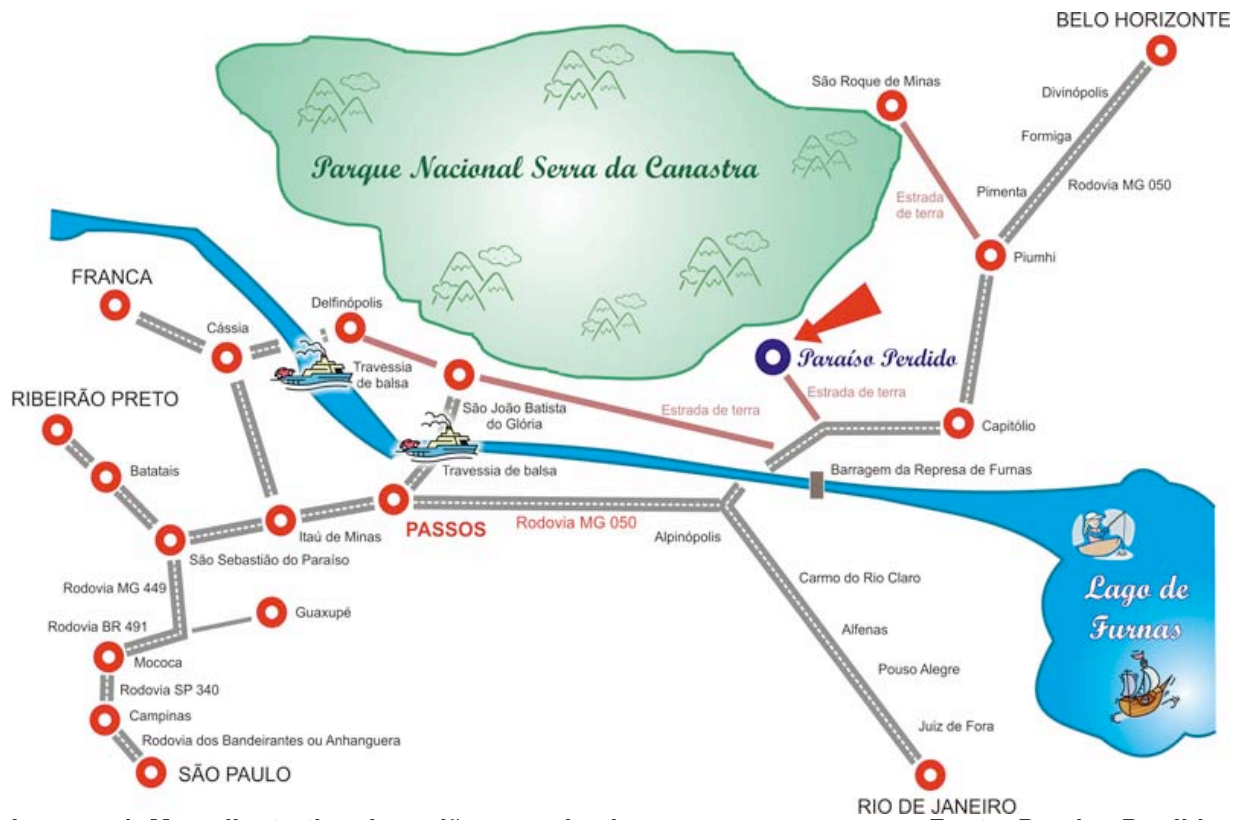 BELO HORIZONTE
São Roque de Minas
Divinópolis
Formiga
Parque Nacional Serra da Canastra
Estrada
de terra
Pimenta
Rodovia MG 050
Piumhi
FRANCA
Delfinópolis
Cássia
Travessia
de balsa
Paraíso Perdido
Estrada de terra
RIBEIRÃO PRETO
São João Batista
do Glória
Estrada de terra
Capitólio
Batatais
Travessia de balsa
Barragem da Represa de Furnas
PASSOS
Rodovia MG 050
Itaú de Minas
Alpinópolis
São Sebastião do Paraíso
Rodovia MG 449
Carmo do Rio Claro
Lago de
Furnas
Guaxupé
Rodovia BR 491
Alfenas
Mococa
Pouso Alegre
Rodovia SP 340
Campinas
Juiz de Fora
Rodovia dos Bandeirantes ou Anhanguera
SÃO PAULO
RIO DE JANEIRO